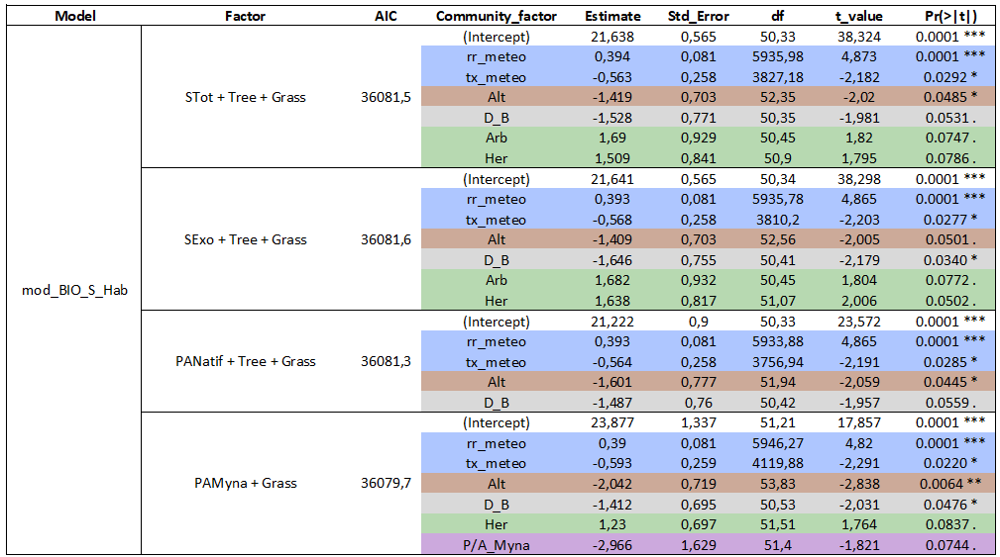 Model Factor AIC Community_factor Estimate Std_Error df t_value Pr(>|t|)
(Intercept) 21,638 0,565 50,33 38,324 0.0001 ***
rr_meteo 0,394 0,081 5935,98 4,873 0.0001 ***
tx_meteo -0,563 0,258 3827,18 -2,182 0.0292 *
STot + Tree + Grass 36081,5 Alt -1,419 0,703 52,35 -2,02 0.0485 *
D_B -1,528 0,771 50,35 -1,981 0.0531 .
Arb 1,69 0,929 50,45 1,82 0.0747 .
Her 1,509 0,841 50,9 1,795 0.0786 .
(Intercept) 21,641 0,565 50,34 38,298 0.0001 ***
rr_meteo 0,393 0,081 5935,78 4,865 0.0001 ***
tx_meteo -0,568 0,258 3810,2 -2,203 0.0277 *
SExo + Tree + Grass 36081,6 Alt -1,409 0,703 52,56 -2,005 0.0501 .
D_B -1,646 0,755 50,41 -2,179 0.0340 *
Arb 1,682 0,932 50,45 1,804 0.0772 .
mod_BIO_S_Hab Her 1,638 0,817 51,07 2,006 0.0502 .
(Intercept) 21,222 0,9 50,33 23,572 0.0001 ***
rr_meteo 0,393 0,081 5933,88 4,865 0.0001 ***
PANatif + Tree + Grass 36081,3 tx_meteo -0,564 0,258 3756,94 -2,191 0.0285 *
Alt -1,601 0,777 51,94 -2,059 0.0445 *
D_B -1,487 0,76 50,42 -1,957 0.0559 .
(Intercept) 23,877 1,337 51,21 17,857 0.0001 ***
rr_meteo 0,39 0,081 5946,27 4,82 0.0001 ***
tx_meteo -0,593 0,259 4119,88 -2,291 0.0220 *
PAMyna + Grass 36079,7 Alt -2,042 0,719 53,83 -2,838 0.0064 **
D_B -1,412 0,695 50,53 -2,031 0.0476 *
Her 1,23 0,697 51,51 1,764 0.0837 .
P/A_Myna -2,966 1,629 51,4 -1,821 0.0744 .